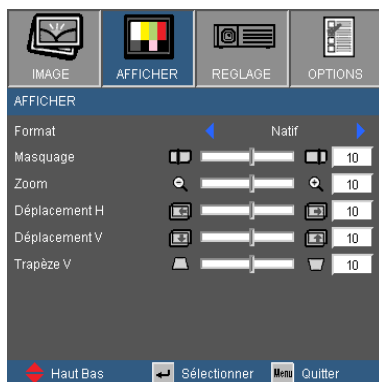 IMAGE AFFICHER REGLAGE OPTIONS
AFFICHER
Format Natif
Masquage 10
Zoom 10
Déplacement H 10
Déplacement V 10
Trapèze V 10
Haut Bas Sélectionner Menu Quitter